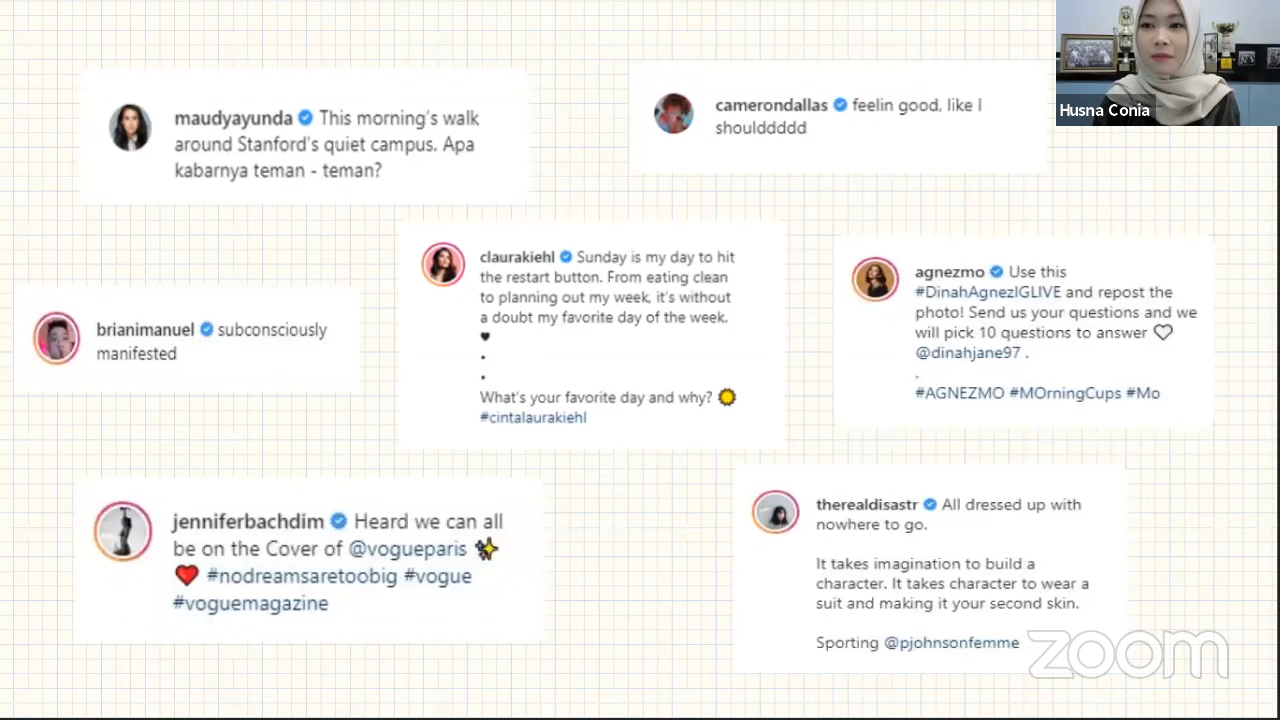 maudyayunda This morning's walk
around Stanford's quiet campus. Apa
kabarnya teman - teman?
camerondallas feelin good, like I
shoulddddd
Husna Conia
claurakiehl Sunday is my day to hit
the restart button. From eating clean
to planning out my week, it's without
a doubt my favorite day of the week.
♥
.
.
What's your favorite day and why?
#cintalaurakiehl
agnezmo Use this
#DinahAgnezIGLIVE and repost the
photo! Send us your questions and we
will pick 10 questions to answer ♡
@dinahjane97 .
.
#AGNEZMO #MOrningCups #Mo
brianimanuel subconsciously
manifested
jenniferbachdim Heard we can all
be on the Cover of @vogueparis ✨
❤️ #nodreamsaretoobig #vogue
#voguemagazine
therealdisastr All dressed up with
nowhere to go.
It takes imagination to build a
character. It takes character to wear a
suit and making it your second skin.
Sporting @pjohnsonfemme
zoom